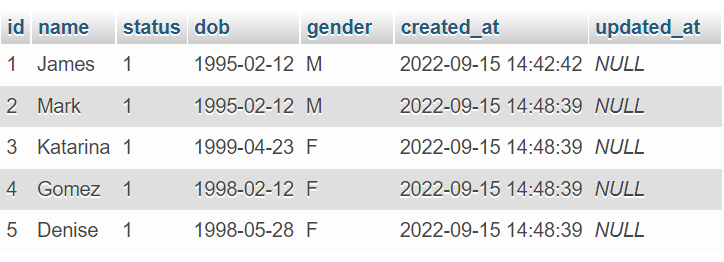 id name status dob gender created_at updated_at
1 James 1 1995-02-12 M 2022-09-15 14:42:42 NULL
2 Mark 1 1995-02-12 M 2022-09-15 14:48:39 NULL
3 Katarina 1 1999-04-23 F 2022-09-15 14:48:39 NULL
4 Gomez 1 1998-02-12 F 2022-09-15 14:48:39 NULL
5 Denise 1 1998-05-28 F 2022-09-15 14:48:39 NULL